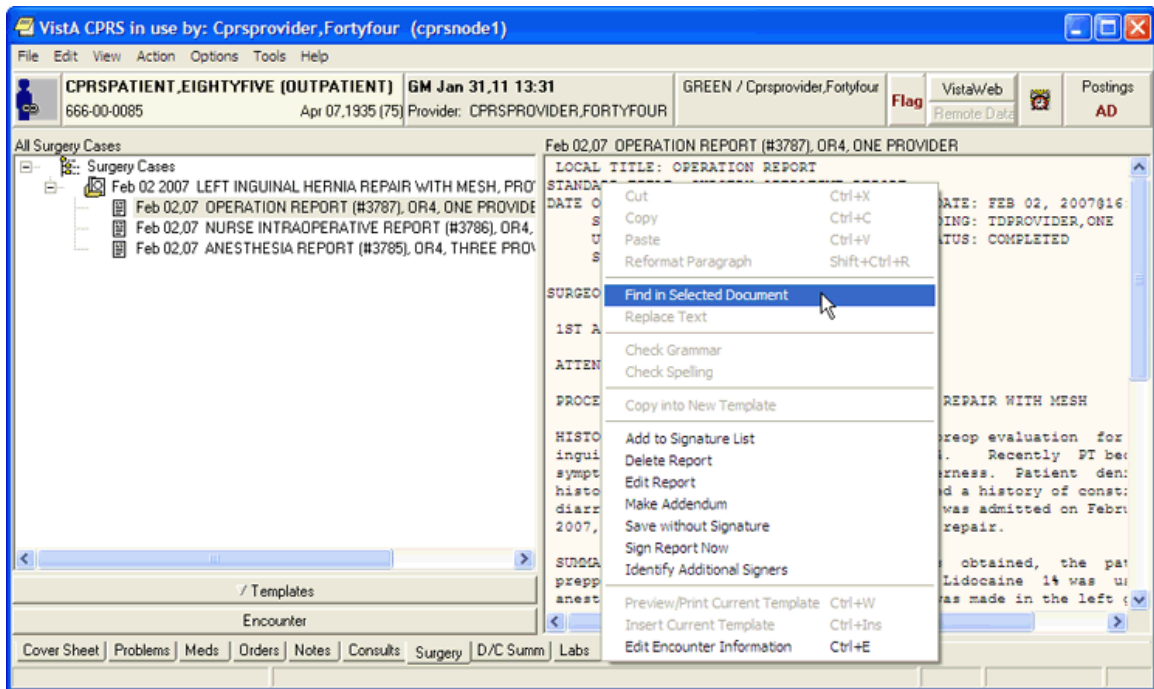 VistA CPRS in use by: Cprsprovider,Fortyfour (cprsnode1)
File Edit View Action Options Tools Help
CPRSPATIENT,EIGHTYFIVE (OUTPATIENT)
666-00-0085 Apr 07,1935 (75)
GM Jan 31,11 13:31
Provider: CPRSPROVIDER,FORTYFOUR
GREEN / Cprsprovider,Fortyfour
Flag
VistaWeb
Remote Data
Postings
AD
All Surgery Cases
Surgery Cases
Feb 02 2007 LEFT INGUINAL HERNIA REPAIR WITH MESH, PRO
Feb 02,07 OPERATION REPORT (#3787), OR4, ONE PROVIDE
Feb 02,07 NURSE INTRAOPERATIVE REPORT (#3786), OR4,
Feb 02,07 ANESTHESIA REPORT (#3785), OR4, THREE PRO
/ Templates
Encounter
Feb 02,07 OPERATION REPORT (#3787), OR4, ONE PROVIDER
LOCAL TITLE: OPERATION REPORT
STANDA
DATE O ATE: FEB 02, 2007@16:
S ING: TDPROVIDER,ONE
U TUS: COMPLETED
S
SURGEO
1ST A
ATTEN
PROCE REPAIR WITH MESH
HISTO reop evaluation for
ingui . Recently PT bec
sympt rness. Patient den
histo d a history of const
diarr was admitted on Febru
2007, repair.
SUMMA obtained, the pat
prepp Lidocaine 1% was u
anest as made in the left
Cut Ctrl+X
Copy Ctrl+C
Paste Ctrl+V
Reformat Paragraph Shift+Ctrl+R
Find in Selected Document
Replace Text
Check Grammar
Check Spelling
Copy into New Template
Add to Signature List
Delete Report
Edit Report
Make Addendum
Save without Signature
Sign Report Now
Identify Additional Signers
Preview/Print Current Template Ctrl+W
Insert Current Template Ctrl+Ins
Edit Encounter Information Ctrl+E
Cover Sheet Problems Meds Orders Notes Consults Surgery D/C Summ Labs